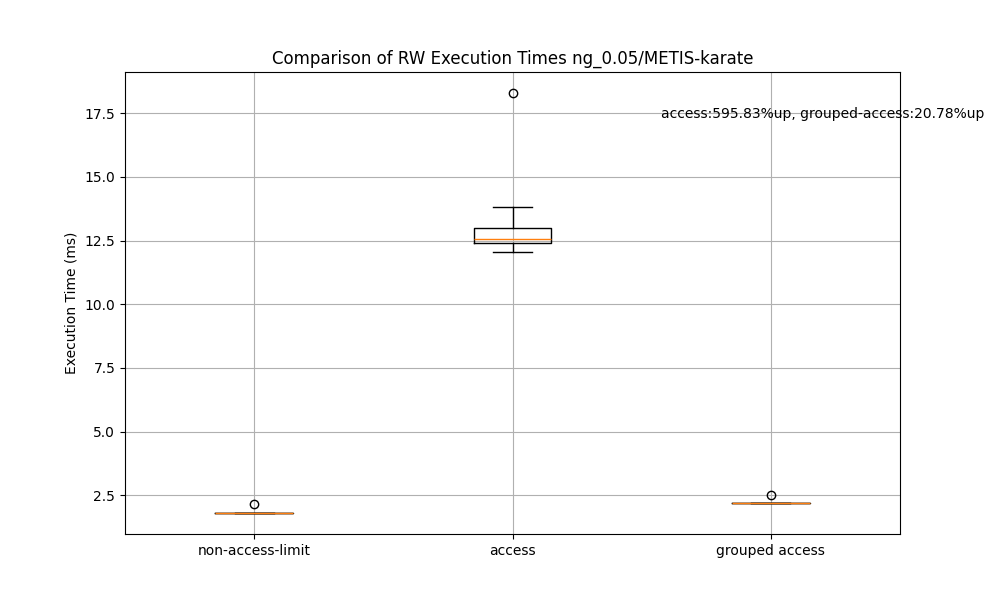 Comparison of RW Execution Times ng_0.05/METIS-karate
access:595.83%up, grouped-access:20.78%up
Execution Time (ms)
17.5
15.0
12.5
10.0
7.5
5.0
2.5
non-access-limit
access
grouped access